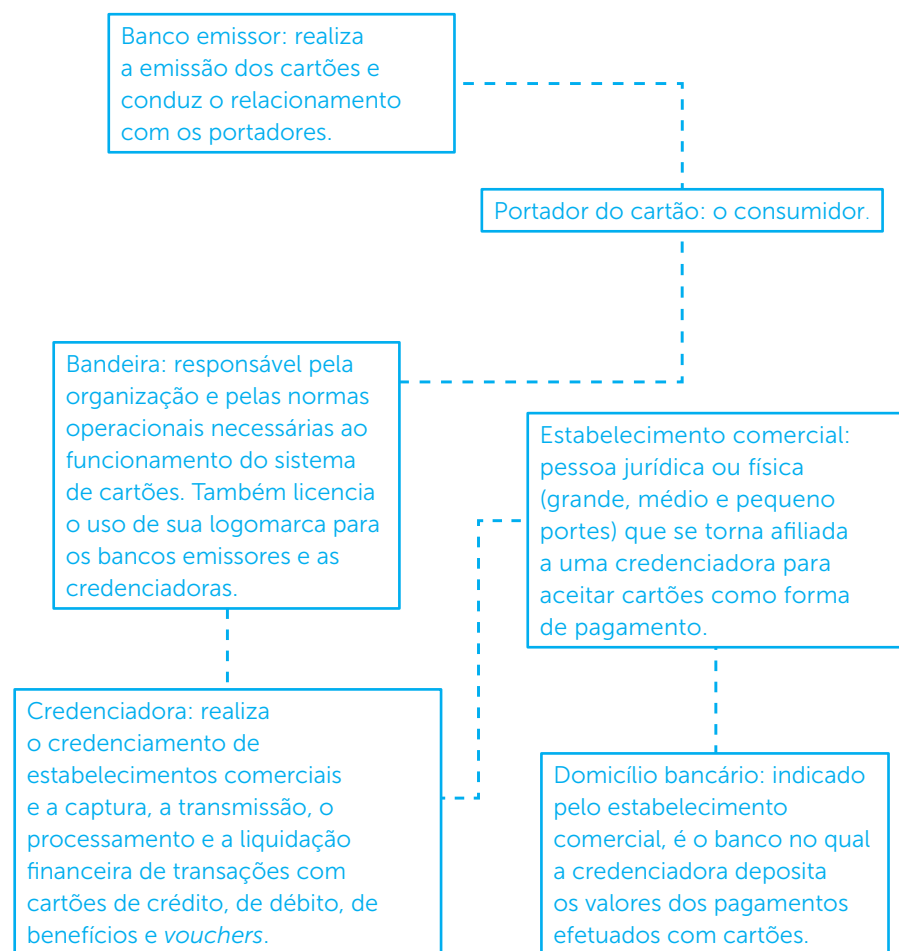 Banco emissor: realiza
a emissão dos cartões e
conduz o relacionamento
com os portadores.
Portador do cartão: o consumidor.
Bandeira: responsável pela
organização e pelas normas
operacionais necessárias ao
funcionamento do sistema
de cartões. Também licencia
o uso de sua logomarca para
os bancos emissores e as
credenciadoras.
Estabelecimento comercial:
pessoa jurídica ou física
(grande, médio e pequeno
portes) que se torna afiliada
a uma credenciadora para
aceitar cartões como forma
de pagamento.
Credenciadora: realiza
o credenciamento de
estabelecimentos comerciais
e a captura, a transmissão, o
processamento e a liquidação
financeira de transações com
cartões de crédito, de débito, de
benefícios e vouchers.
Domicílio bancário: indicado
pelo estabelecimento
comercial, é o banco no qual
a credenciadora deposita
os valores dos pagamentos
efetuados com cartões.